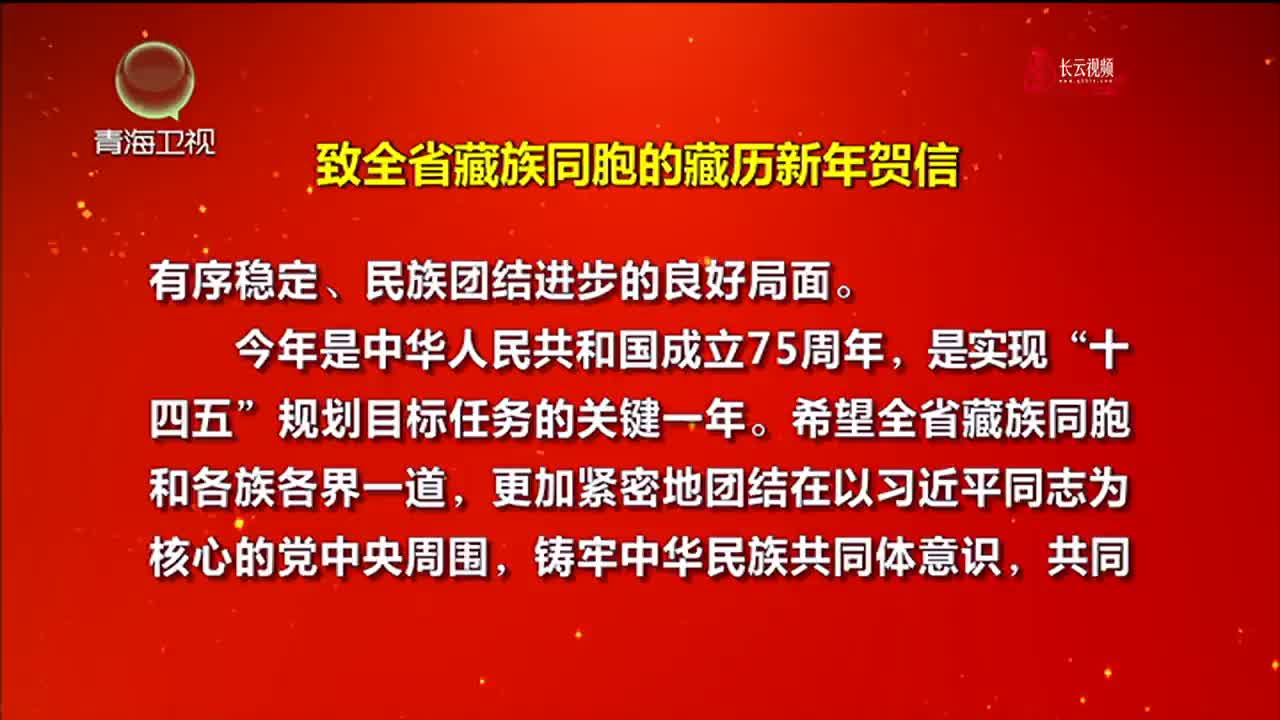 青海卫视
长云视频
致全省藏族同胞的藏历新年贺信
有序稳定、民族团结进步的良好局面。
今年是中华人民共和国成立75周年，是实现“十
四五”规划目标任务的关键一年。希望全省藏族同胞
和各族各界一道，更加紧密地团结在以习近平同志为
核心的党中央周围，铸牢中华民族共同体意识，共同